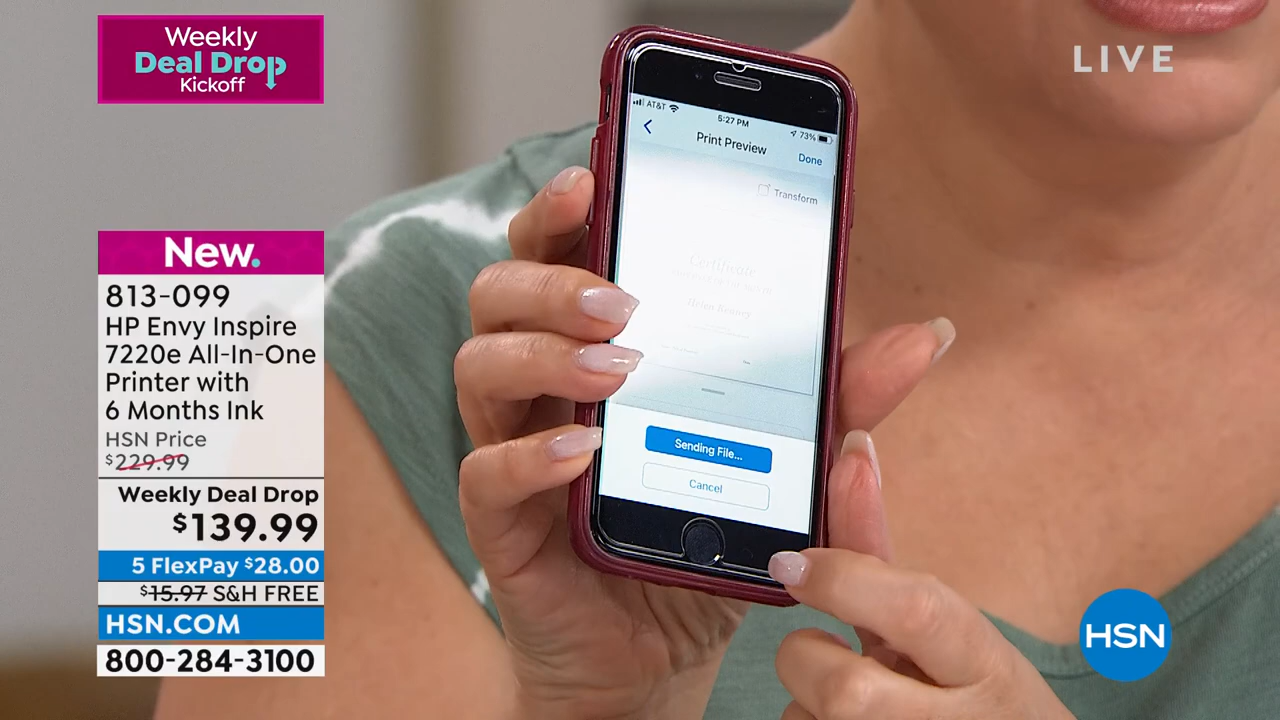 Weekly
Deal Drop
Kickoff
LIVE
New.
813-099
HP Envy Inspire
7220e All-In-One
Printer with
6 Months Ink
HSN Price
$229.99
Weekly Deal Drop
$139.99
5 FlexPay $28.00
$15.97 S&H FREE
HSN.COM
800-284-3100
AT&T
5:27 PM
73%
Print Preview
Done
Transform
Certificate
Helen Kenney
Sending File...
Cancel
HSN